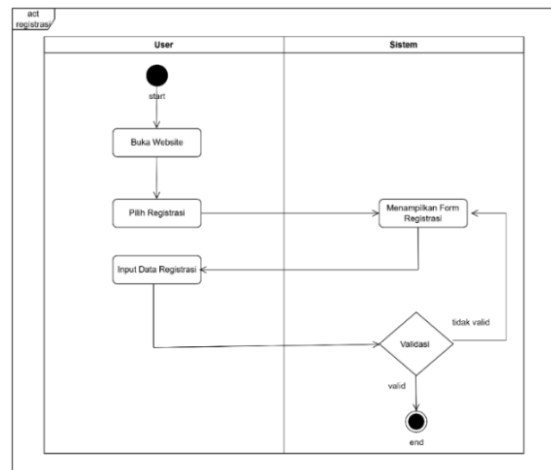 act
registrasi
User
Sistem
start
Buka Website
Pilih Registrasi
Menampilkan Form
Registrasi
Input Data Registrasi
tidak valid
Validasi
valid
end